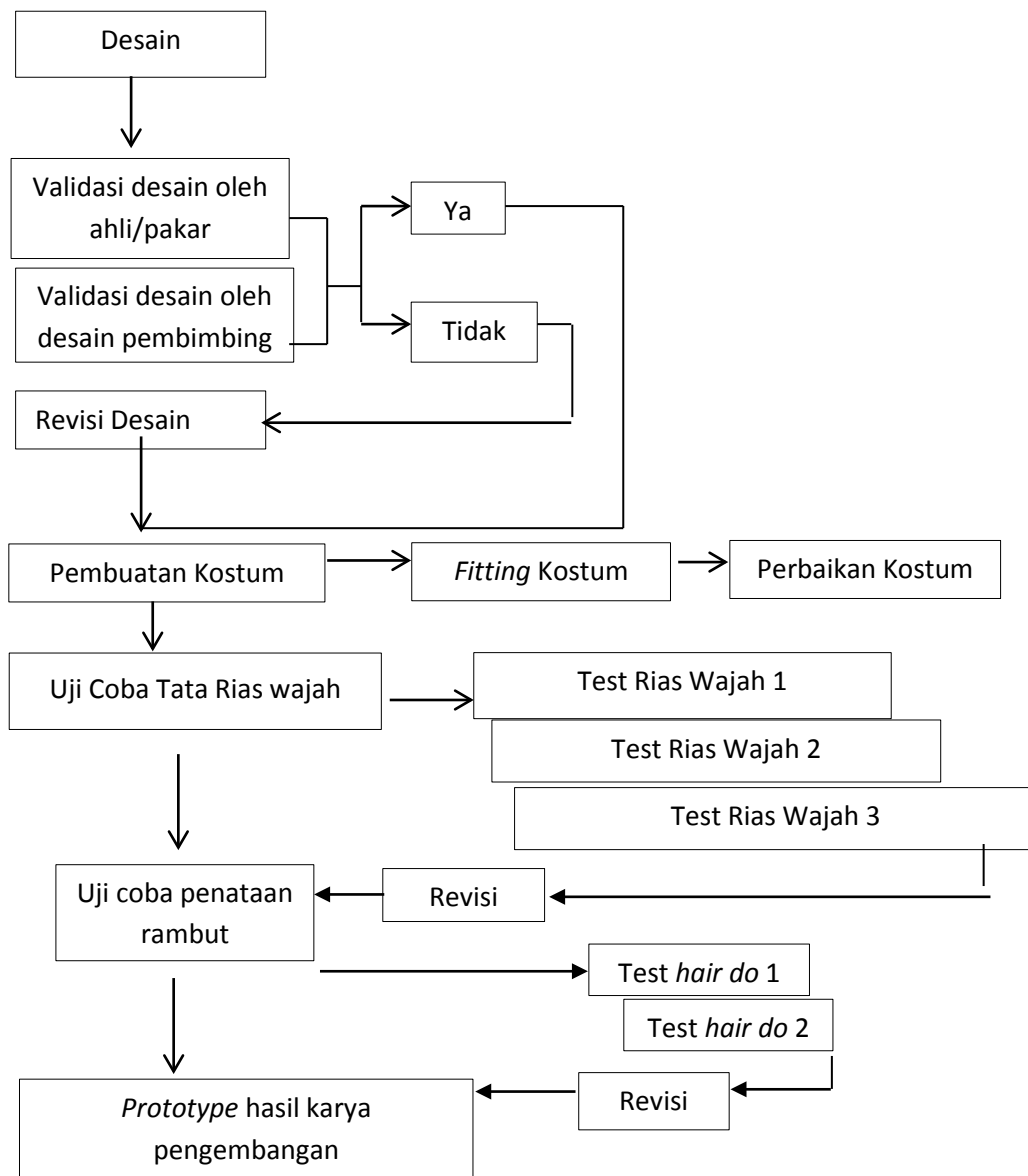 Desain
Validasi desain oleh
ahli/pakar
Ya
Validasi desain oleh
desain pembimbing
Tidak
Revisi Desain
Pembuatan Kostum
Fitting Kostum
Perbaikan Kostum
Uji Coba Tata Rias wajah
Test Rias Wajah 1
Test Rias Wajah 2
Test Rias Wajah 3
Uji coba penataan
rambut
Revisi
Test hair do 1
Test hair do 2
Revisi
Prototype hasil karya
pengembangan